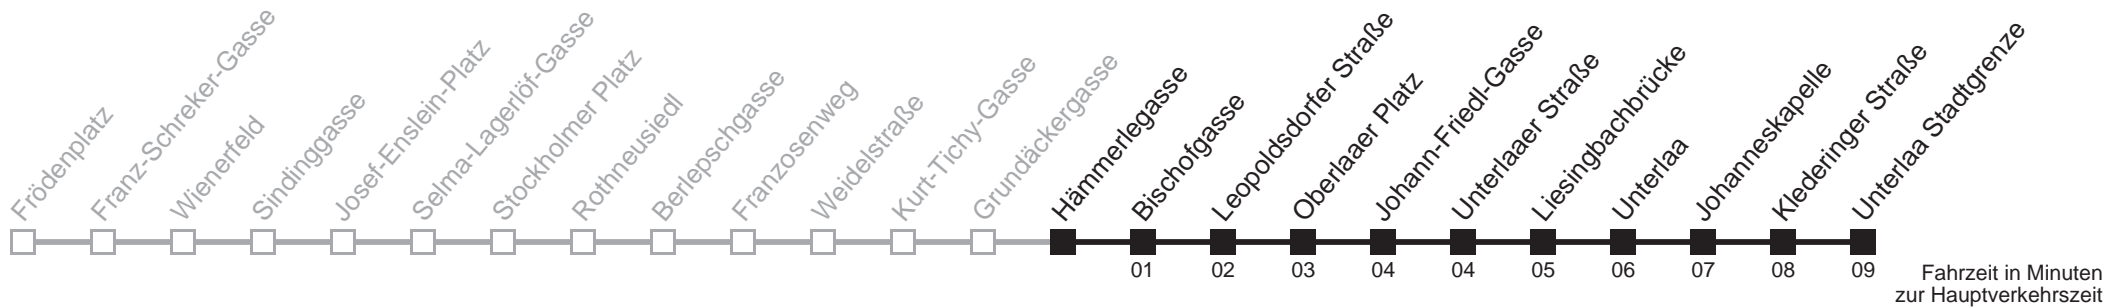 Frödenplatz
Franz-Schreker-Gasse
Wienerfeld
Sindinggasse
Josef-Enslein-Platz
Selma-Lagerlöf-Gasse
Stockholmer Platz
Rothneusiedl
Berlepschgasse
Franzosenweg
Weidelstraße
Kurt-Tichy-Gasse
Grundäckergasse
Hämmerlegasse
Bischofgasse
Leopoldsdorfer Straße
Oberlaaer Platz
Johann-Friedl-Gasse
Unterlaaer Straße
Liesingbachbrücke
Unterlaa
Johanneskapelle
Klederinger Straße
Unterlaa Stadtgrenze
01 02 03 04 04 05 06 07 08 09
Fahrzeit in Minuten
zur Hauptverkehrszeit